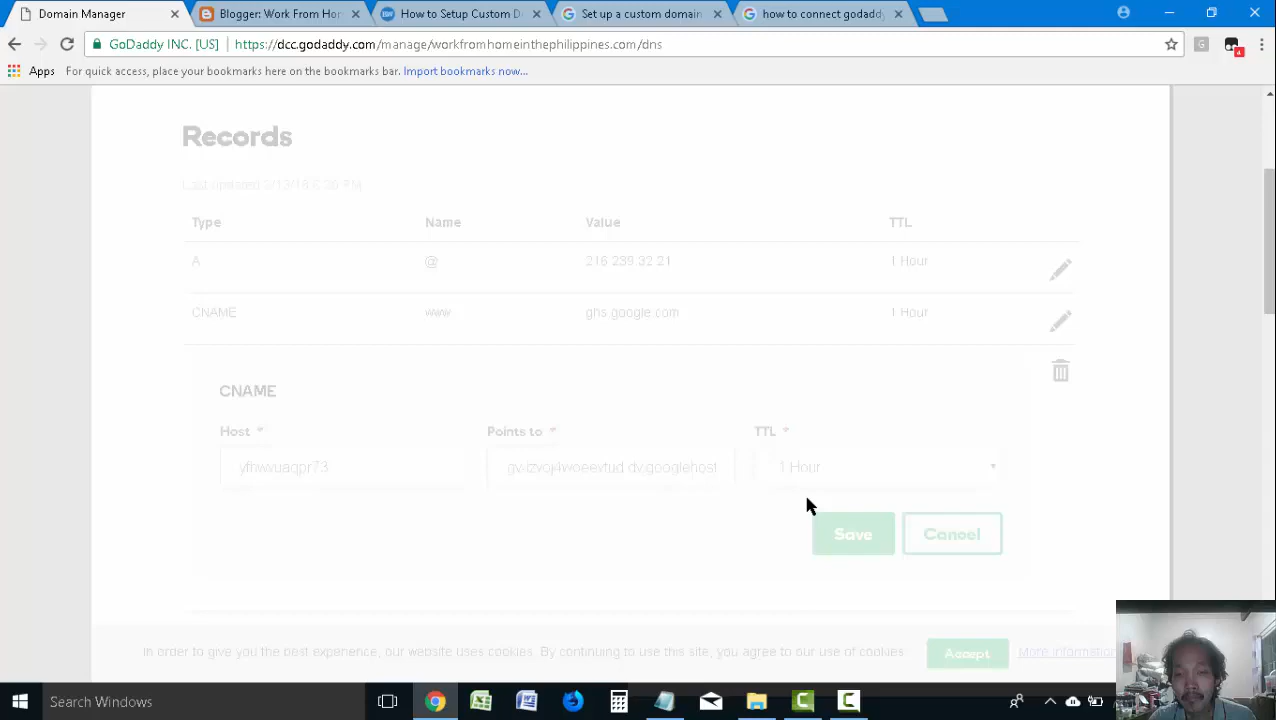 Domain Manager
Blogger: Work From Ho
How to Setup Custom D
Set up a custom domain
how to connect godaddy
GoDaddy INC. [US]
https://dcc.godaddy.com/manage/workfromhomeinthephilippines.com/dns
G
Apps
For quick access, place your bookmarks here on the bookmarks bar. Import bookmarks now...
Records
Type Name Value TTL
A @ 216.239.32.21 1 Hour
CNAME www ghs.google.com 1 Hour
CNAME
Host *
Points to *
TTL *
1 Hour
Save
Cancel
In order to give you the best experience, our website uses cookies. By continuing to use this site, you agree to our use of cookies.
Accept
More information
Search Windows